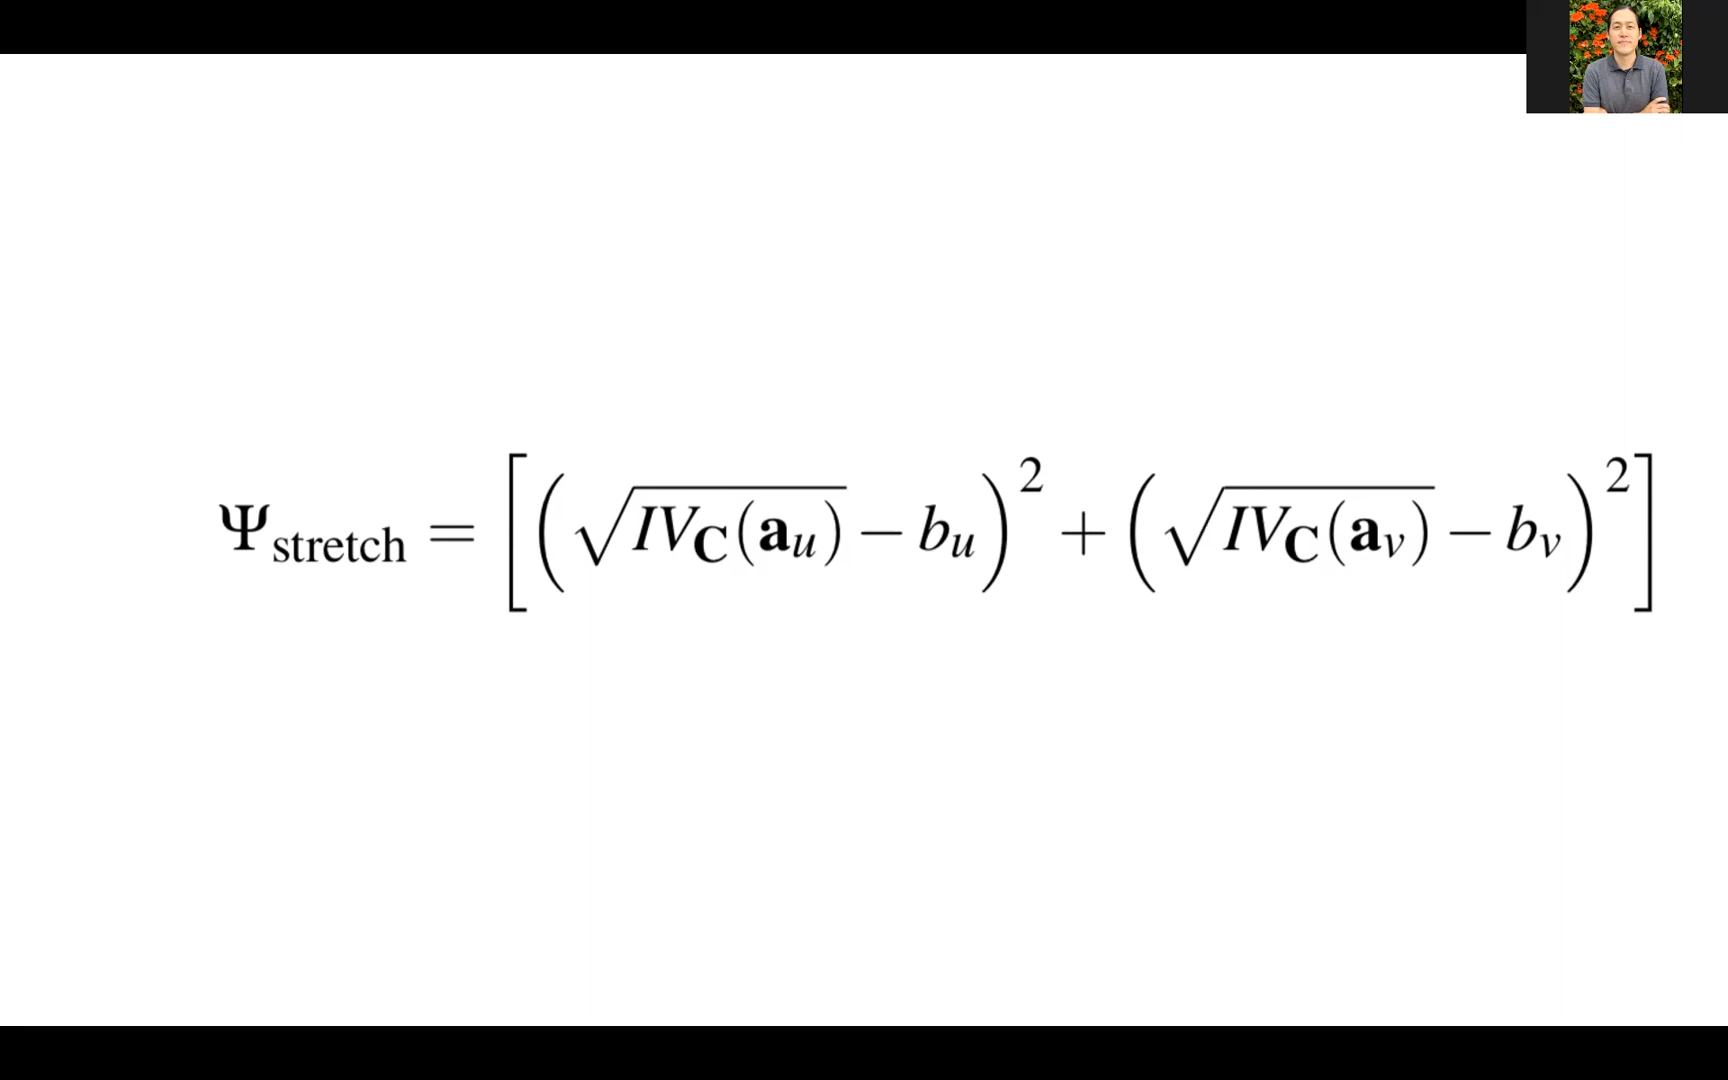 Ψ_stretch = [(√IV_C(a_u) − b_u)² + (√IV_C(a_v) − b_v)²]